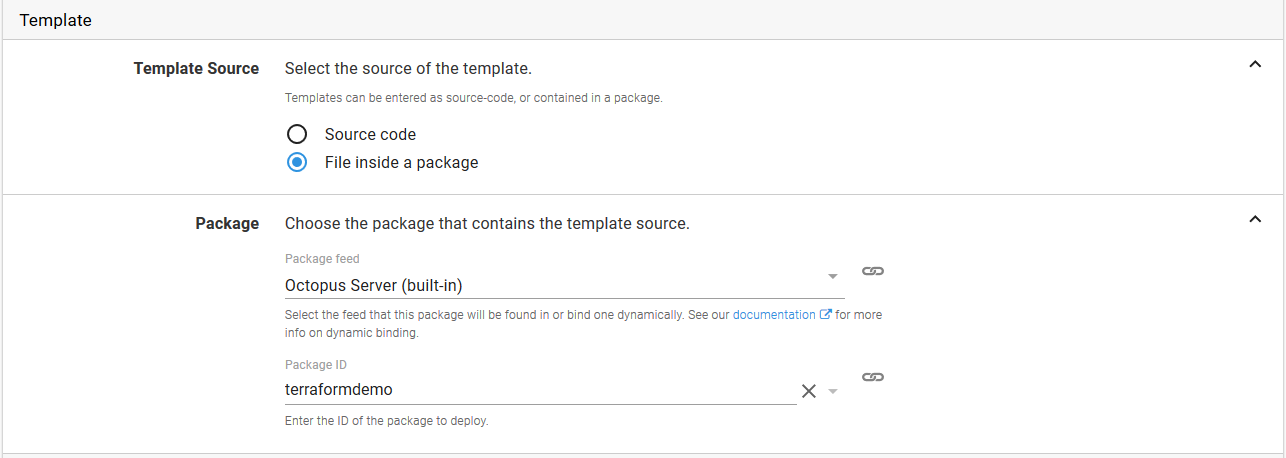 Template
Template Source
Select the source of the template.
Templates can be entered as source-code, or contained in a package.
Source code
File inside a package
Package
Choose the package that contains the template source.
Package feed
Octopus Server (built-in)
Select the feed that this package will be found in or bind one dynamically. See our documentation for more
info on dynamic binding.
Package ID
terraformdemo
Enter the ID of the package to deploy.